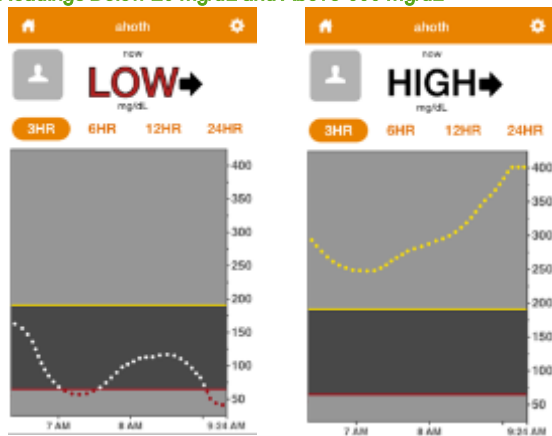 Readings Below mg/dL and Above mg/dL
ahoth
now
LOW
mg/dL
3HR 6HR 12HR 24HR
400
350
300
250
200
150
100
50
7 AM 8 AM 9:24 AM
ahoth
now
HIGH
mg/dL
3HR 6HR 12HR 24HR
400
350
300
250
200
150
100
50
7 AM 8 AM 9:24 AM